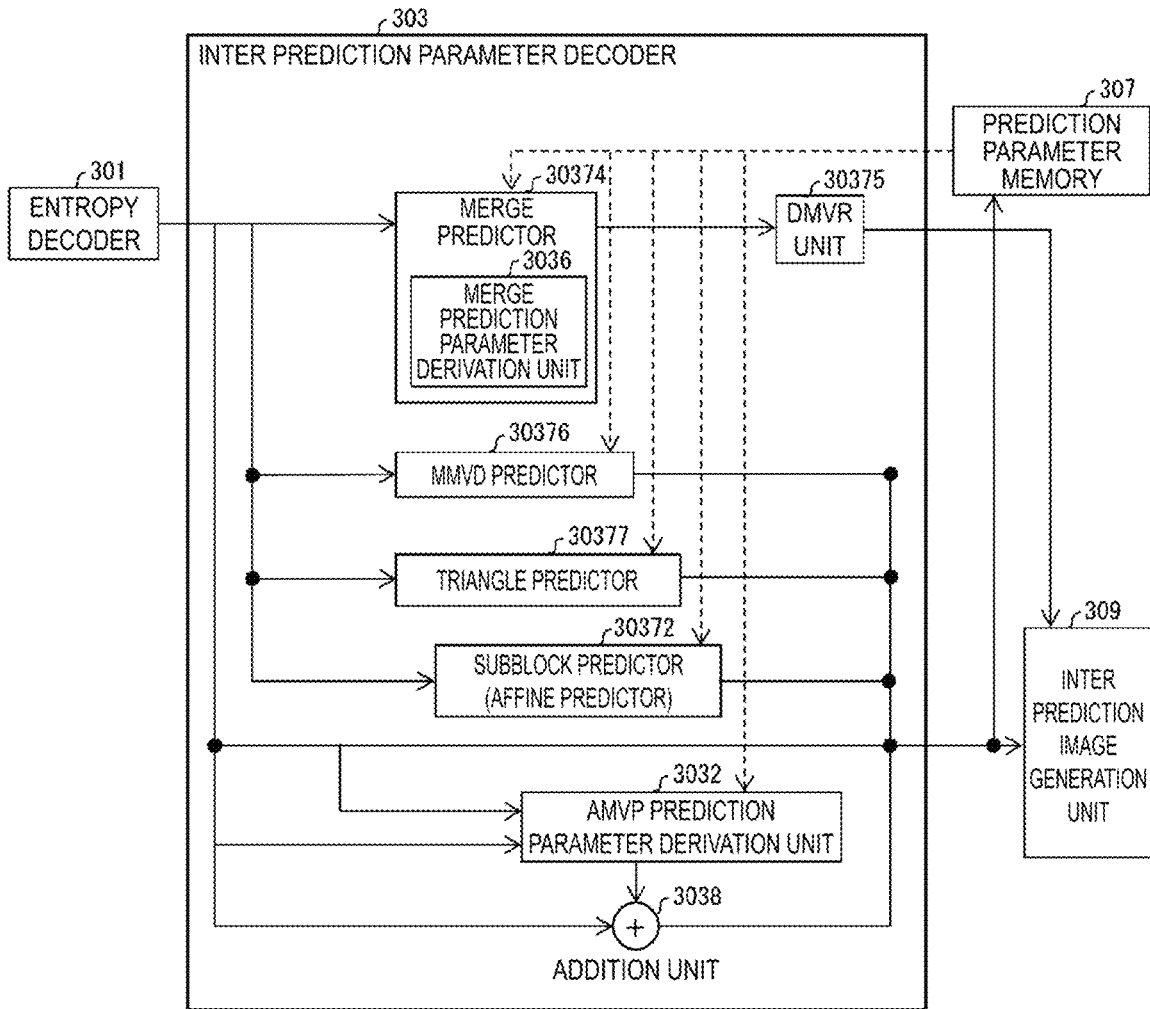 303
INTER PREDICTION PARAMETER DECODER
307
PREDICTION
PARAMETER
MEMORY
301
ENTROPY
DECODER
30374
MERGE
PREDICTOR
3036
MERGE
PREDICTION
PARAMETER
DERIVATION UNIT
30375
DMVR
UNIT
30376
MMVD PREDICTOR
30377
TRIANGLE PREDICTOR
30372
SUBBLOCK PREDICTOR
(AFFINE PREDICTOR)
309
INTER
PREDICTION
IMAGE
GENERATION
UNIT
3032
AMVP PREDICTION
PARAMETER DERIVATION UNIT
3038
+
ADDITION UNIT